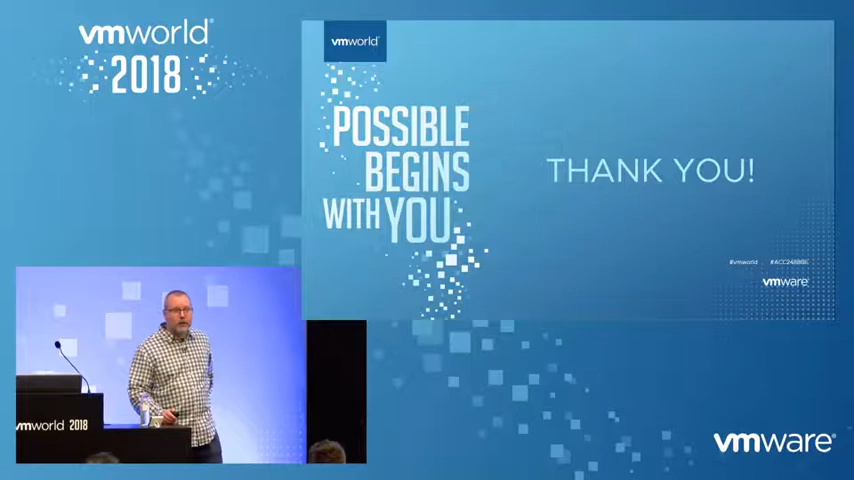 vmworld®
2018
vmworld®
POSSIBLE
BEGINS
WITH YOU
THANK YOU!
#vmworld
vmware®
vmworld 2018
vmware®